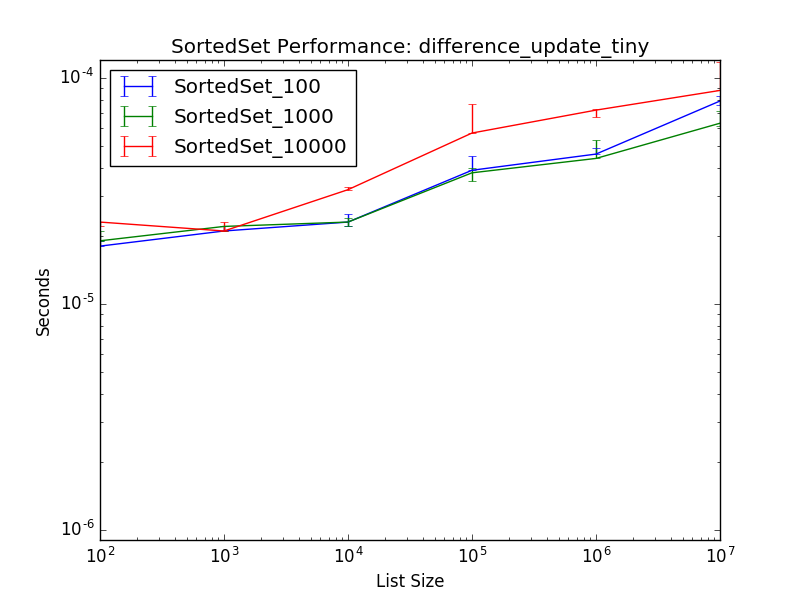 SortedSet Performance: difference_update_tiny
10^-4
SortedSet_100
SortedSet_1000
SortedSet_10000
Seconds
10^-5
10^-6
10^2 10^3 10^4 10^5 10^6 10^7
List Size